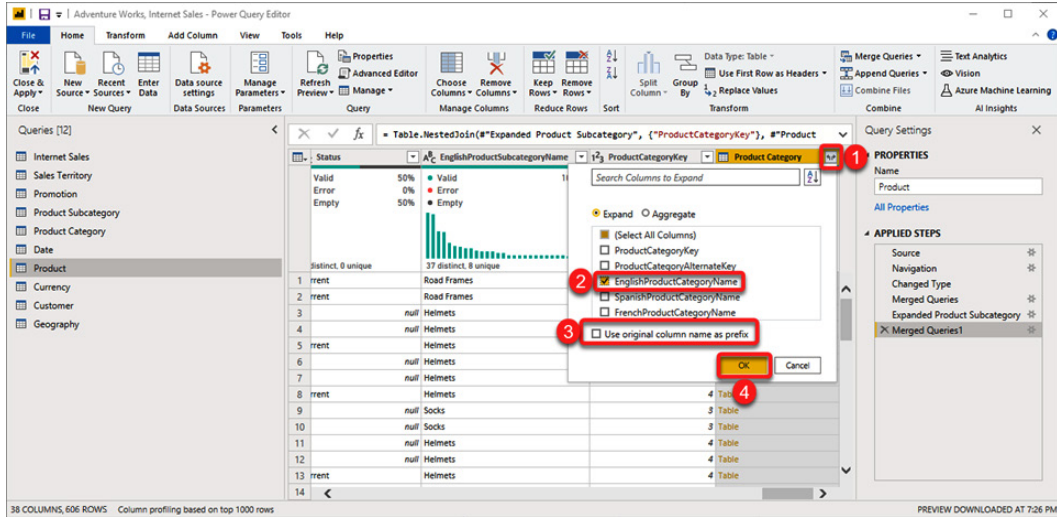 Adventure Works, Internet Sales - Power Query Editor
File Home Transform Add Column View Tools Help
Close & Apply
New Source
Recent Sources
Enter Data
Data source settings
Manage Parameters
Refresh Preview
Properties
Advanced Editor
Manage
Choose Columns
Remove Columns
Keep Rows
Remove Rows
Split Column
Group By
Data Type: Table
Use First Row as Headers
Replace Values
Merge Queries
Append Queries
Combine Files
Text Analytics
Vision
Azure Machine Learning
Close New Query Data Sources Parameters Query Manage Columns Reduce Rows Sort Transform Combine AI Insights
Queries [12]
Internet Sales
Sales Territory
Promotion
Product Subcategory
Product Category
Date
Product
Currency
Customer
Geography
fx = Table.NestedJoin(#"Expanded Product Subcategory", {"ProductCategoryKey"}, #"Product
Status ABC EnglishProductSubcategoryName 123 ProductCategoryKey Product Category 1
Valid 50% Valid
Error 0% Error
Empty 50% Empty
distinct, 0 unique 37 distinct, 8 unique
1 rrent Road Frames
2 rrent Road Frames
3 null Helmets
4 null Helmets
5 rrent Helmets
6 null Helmets
7 null Helmets
8 rrent Helmets 4
9 null Socks 3 Table
10 null Socks 3 Table
11 null Helmets 4 Table
12 null Helmets 4 Table
13 rrent Helmets 4 Table
14
Search Columns to Expand
Expand Aggregate
(Select All Columns)
ProductCategoryKey
ProductCategoryAlternateKey
2 EnglishProductCategoryName
SpanishProductCategoryName
FrenchProductCategoryName
3 Use original column name as prefix
OK Cancel
4
Query Settings
PROPERTIES
Name
Product
All Properties
APPLIED STEPS
Source
Navigation
Changed Type
Merged Queries
Expanded Product Subcategory
Merged Queries1
38 COLUMNS, 606 ROWS Column profiling based on top 1000 rows
PREVIEW DOWNLOADED AT 7:26 PM